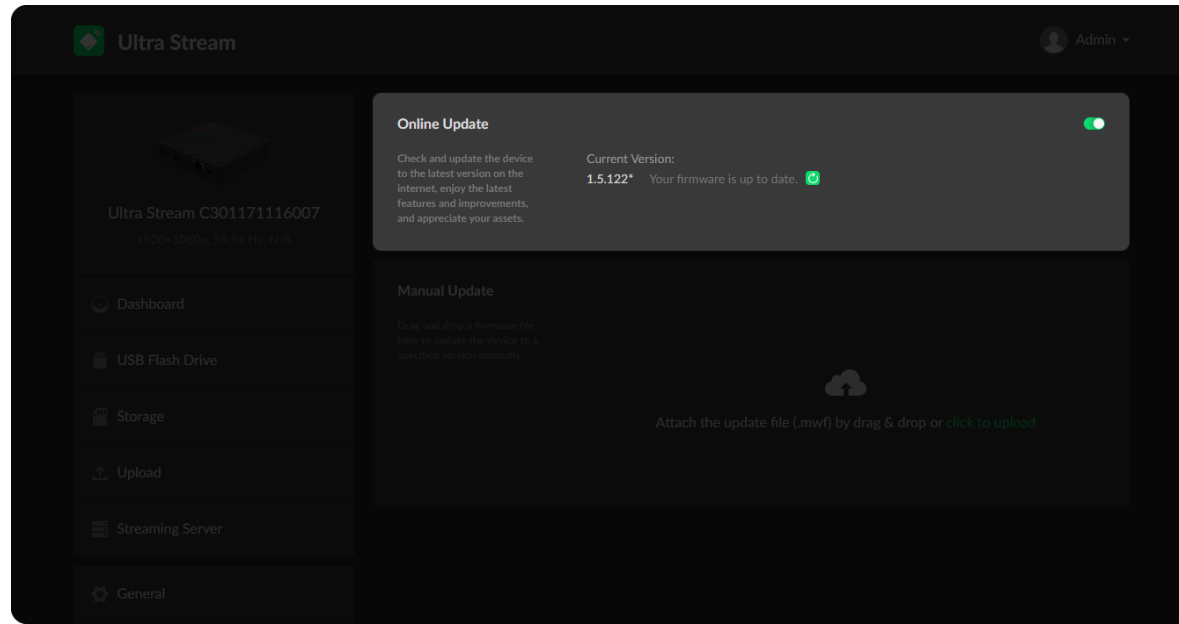 Ultra Stream
Admin
Online Update
Check and update the device
to the latest version on the
internet, enjoy the latest
features and improvements,
and appreciate your assets.
Current Version:
1.5.122* Your firmware is up to date.
Ultra Stream C301171116007
1920×1080p, 59.94 Hz, N/A
Dashboard
USB Flash Drive
Storage
Upload
Streaming Server
General
Manual Update
Drag and drop a firmware file
here to update the device to a
specified version manually.
Attach the update file (.mwf) by drag & drop or click to upload